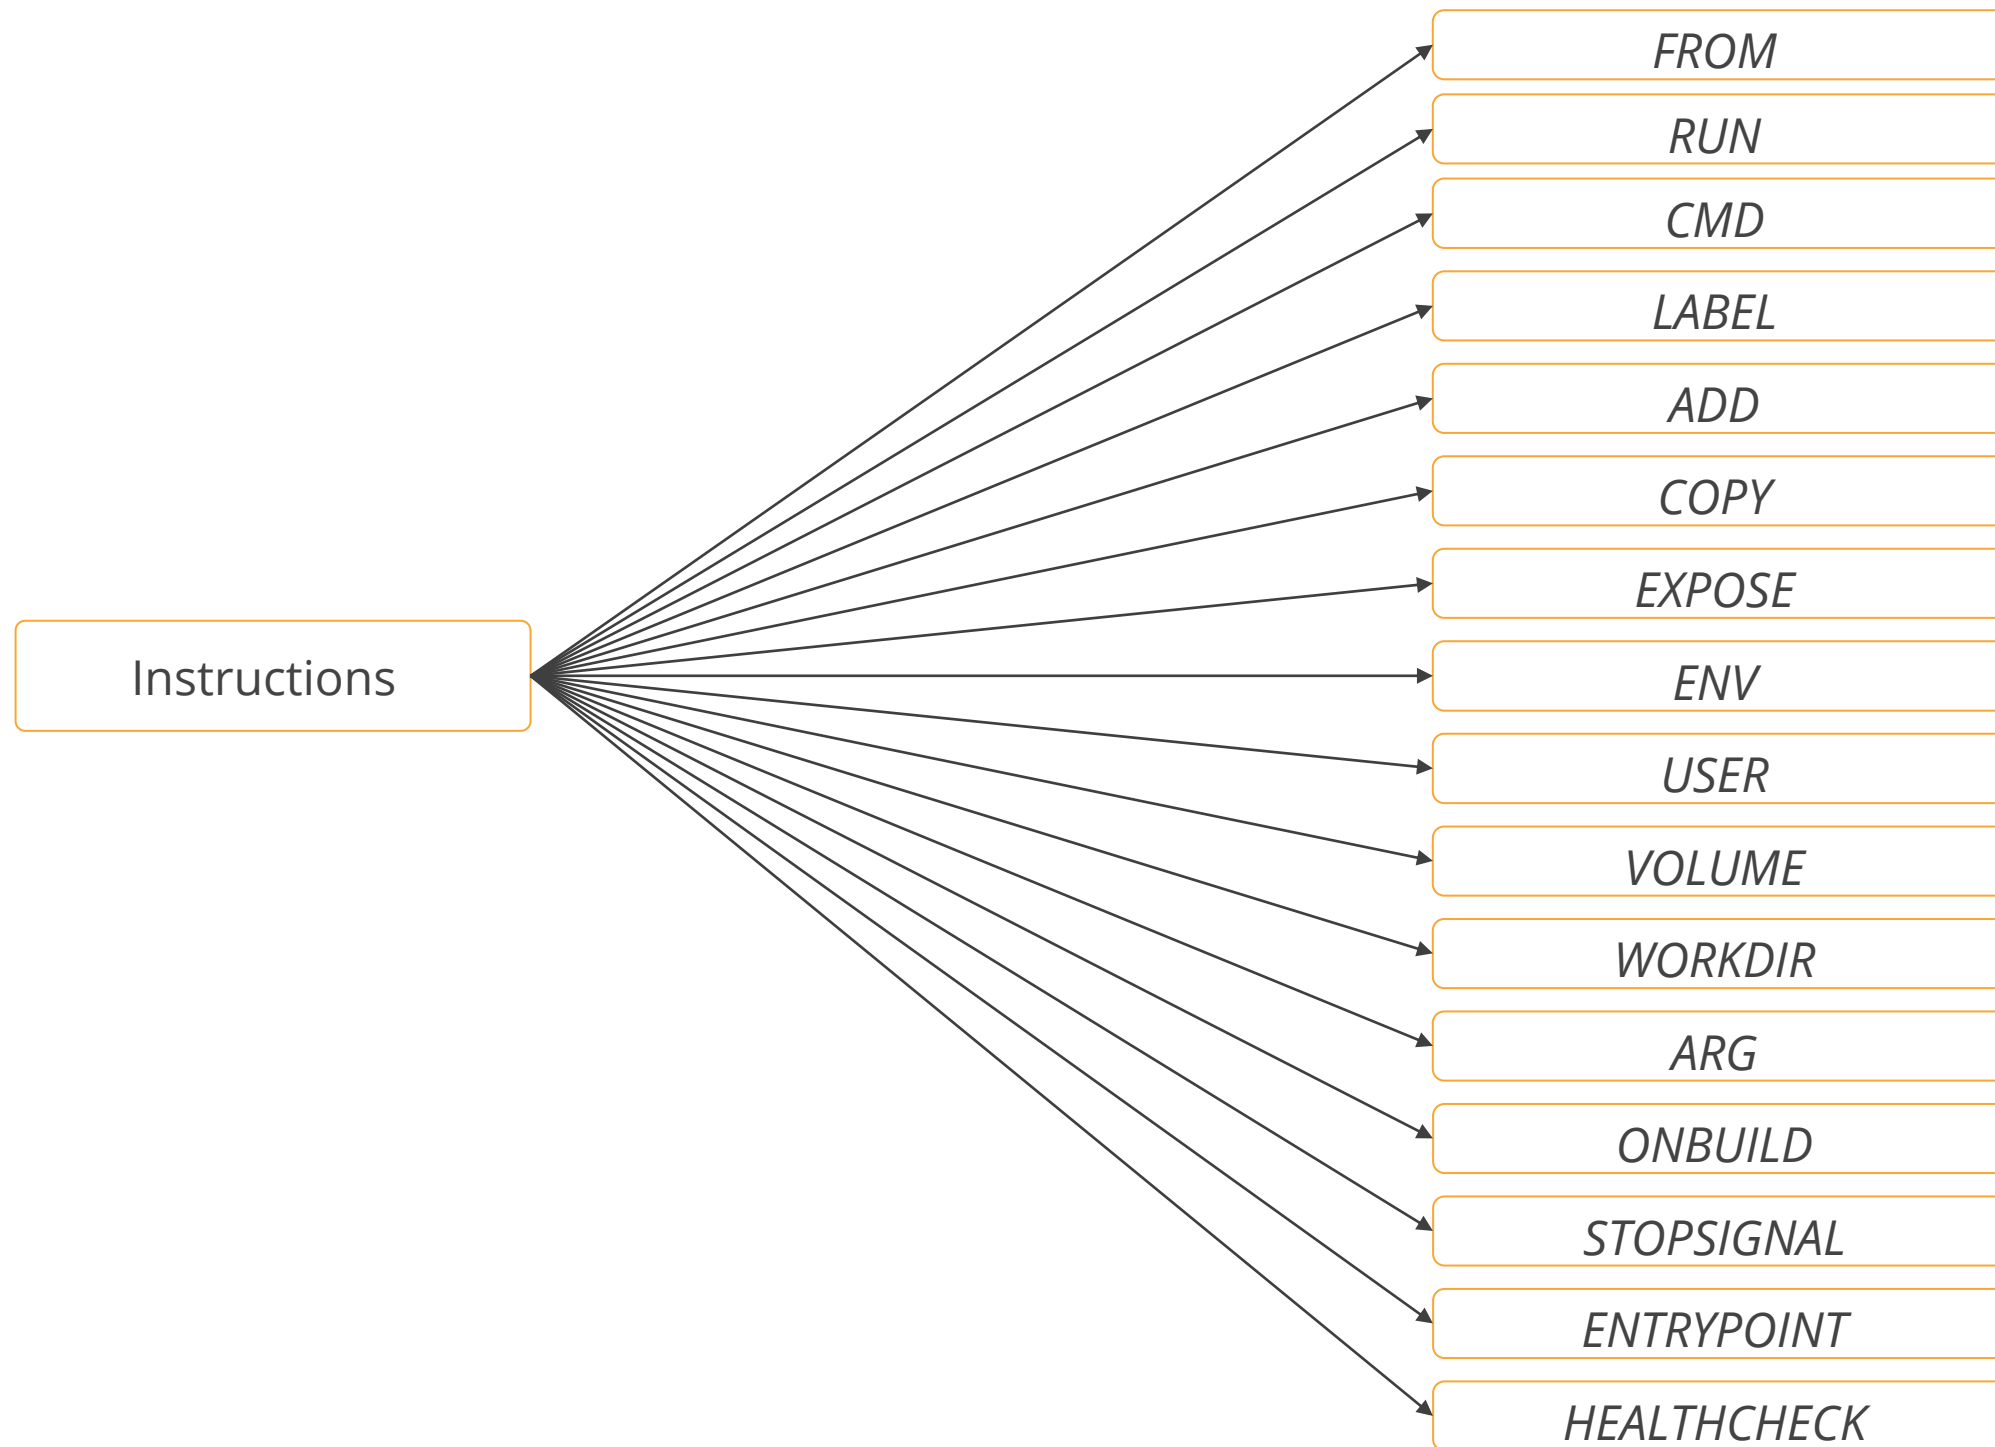 FROM
RUN
CMD
LABEL
ADD
COPY
EXPOSE
Instructions
ENV
USER
VOLUME
WORKDIR
ARG
ONBUILD
STOPSIGNAL
ENTRYPOINT
HEALTHCHECK